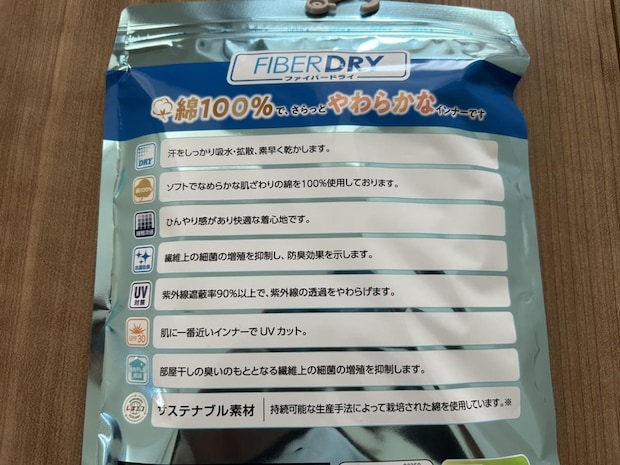 FIBERDRY
ファイバードライ
綿100%で、さらっとやわらかなインナーです
DRY
汗をしっかり吸水・拡散、素早く乾かします。
ソフトでなめらかな肌ざわりの綿を100%使用しております。
接触冷感
ひんやり感があり快適な着心地です。
抗菌防臭
繊維上の細菌の増殖を抑制し、防臭効果を示します。
UV
対策
紫外線遮蔽率90%以上で、紫外線の透過をやわらげます。
UPF30
肌に一番近いインナーでUVカット。
部屋干しの臭いのもととなる繊維上の細菌の増殖を抑制します。
サステナブル素材 持続可能な生産手法によって栽培された綿を使用しています。※